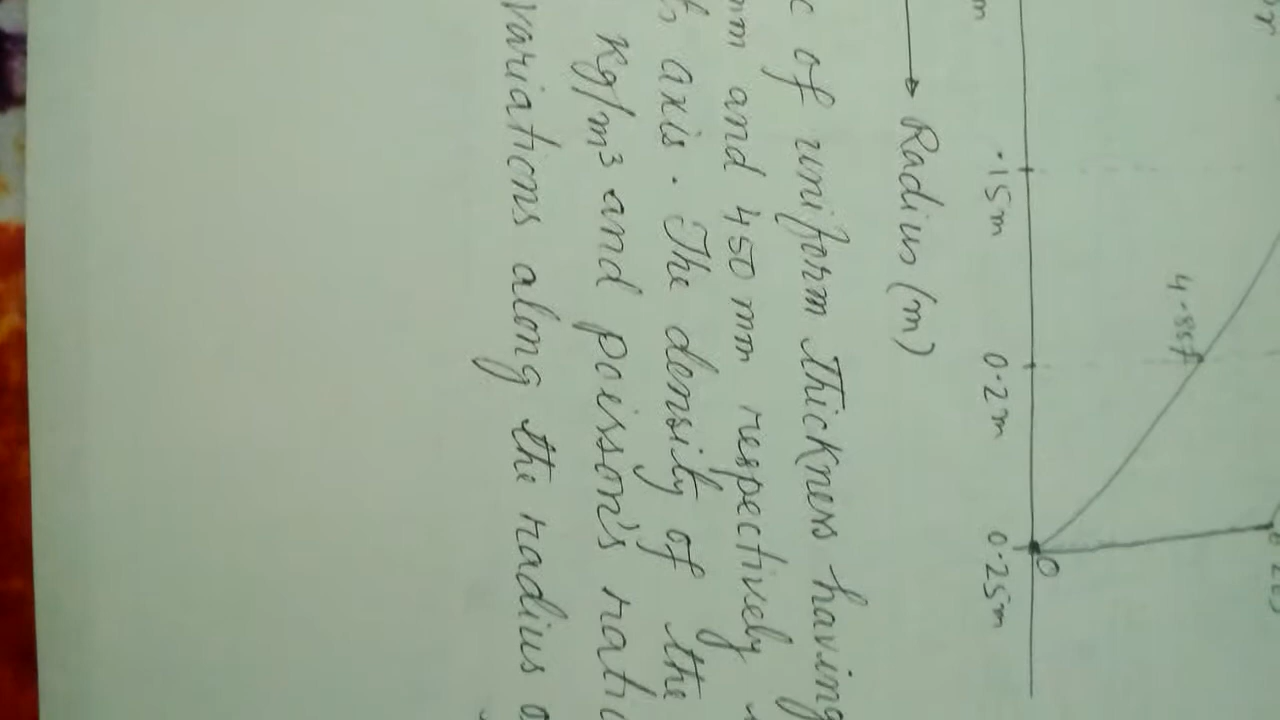 .15m 0.2m 0.25m
4.857
0
Radius (m)
of uniform thickness having
mm and 450 mm respectively
axis. The density of the
Kg/m³ and poisson's
variations along the radius